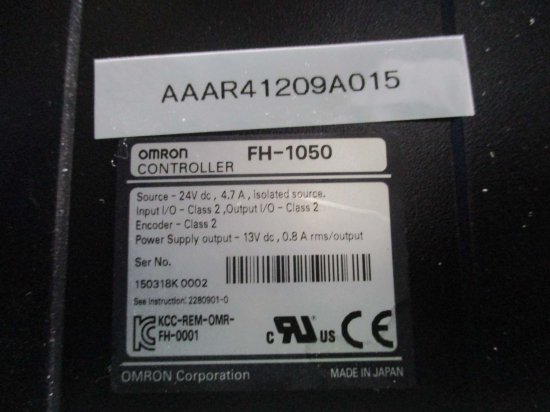 AAAR41209A015
OMRON FH-1050
CONTROLLER
Source - 24V dc , 4.7 A , isolated source.
Input I/O - Class 2 ,Output I/O - Class 2
Encoder - Class 2
Power Supply output - 13V dc , 0.8 A rms/output
Ser No.
150318K 0002
See Instruction: 2280901-0
KCC-REM-OMR-
FH-0001
c RU us CE
OMRON Corporation MADE IN JAPAN